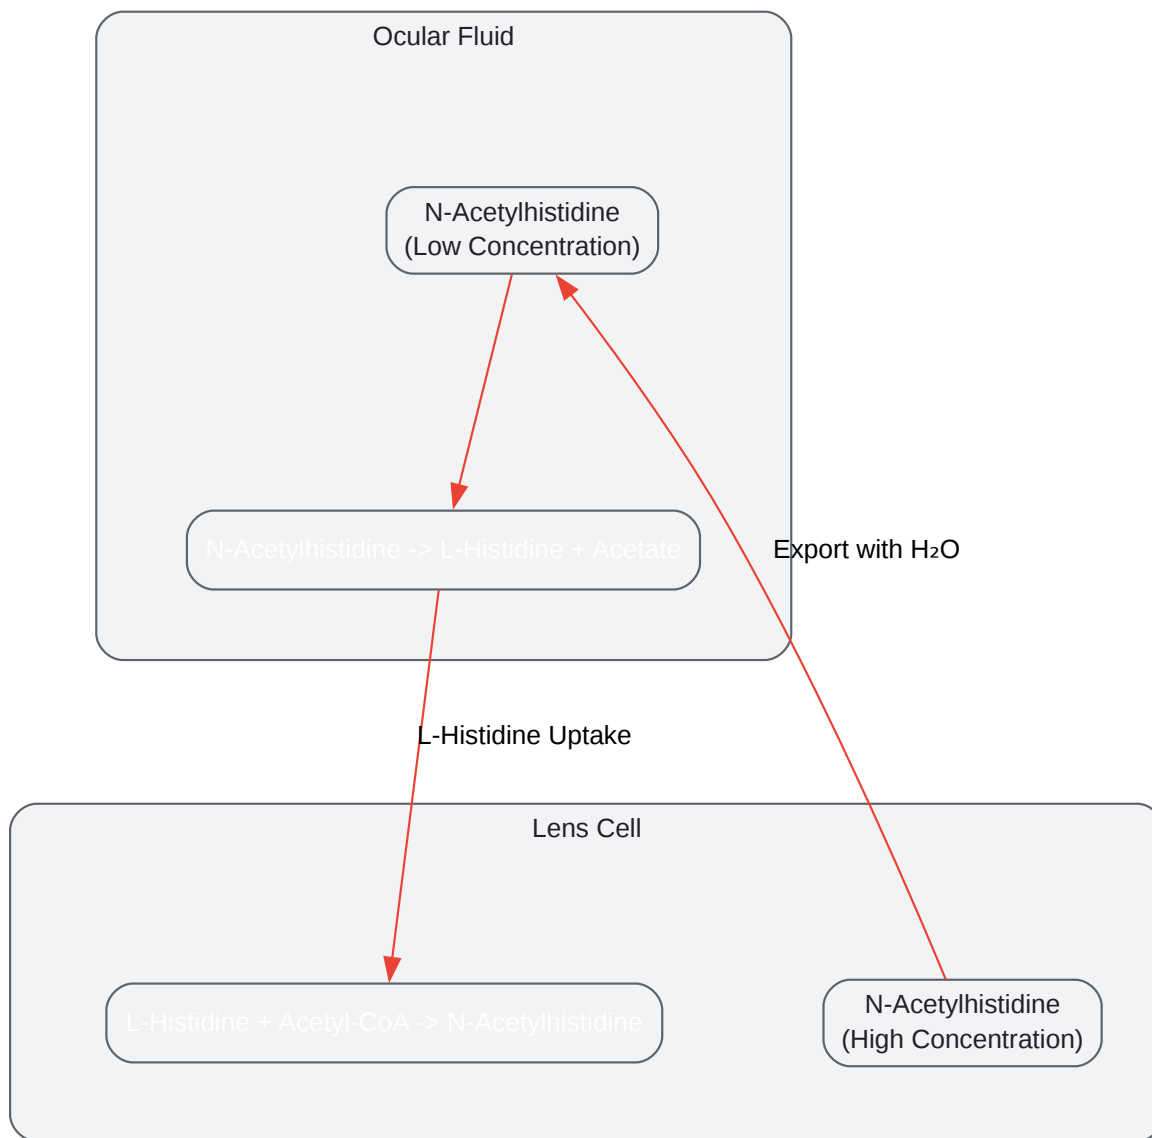 Ocular Fluid
N-Acetylhistidine
(Low Concentration)
N-Acetylhistidine -> L-Histidine + Acetate
Export with H₂O
L-Histidine Uptake
Lens Cell
L-Histidine + Acetyl-CoA -> N-Acetylhistidine
N-Acetylhistidine
(High Concentration)